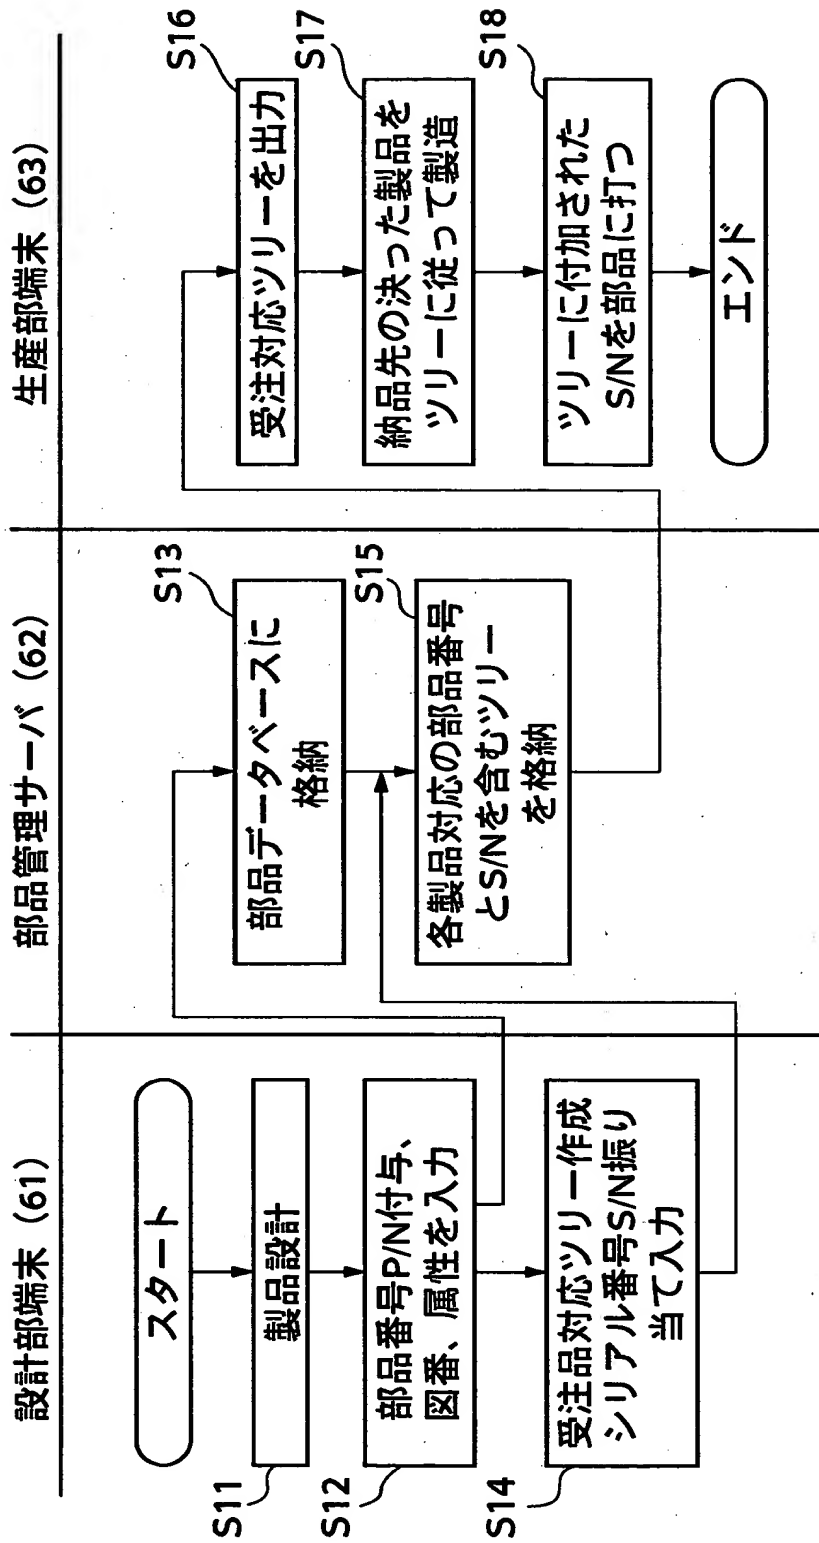 設計部端末（61）
部品管理サーバ（62）
生産部端末（63）
スタート
S11
製品設計
S12
部品番号P/N付与、
図番、属性を入力
S14
受注品対応ツリー作成
シリアル番号S/N振り
当て入力
S13
部品データベースに
格納
S15
各製品対応の部品番号
とS/Nを含むツリー
を格納
S16
受注対応ツリーを出力
S17
納品先の決った製品を
ツリーに従って製造
S18
ツリーに付加された
S/Nを部品に打つ
エンド